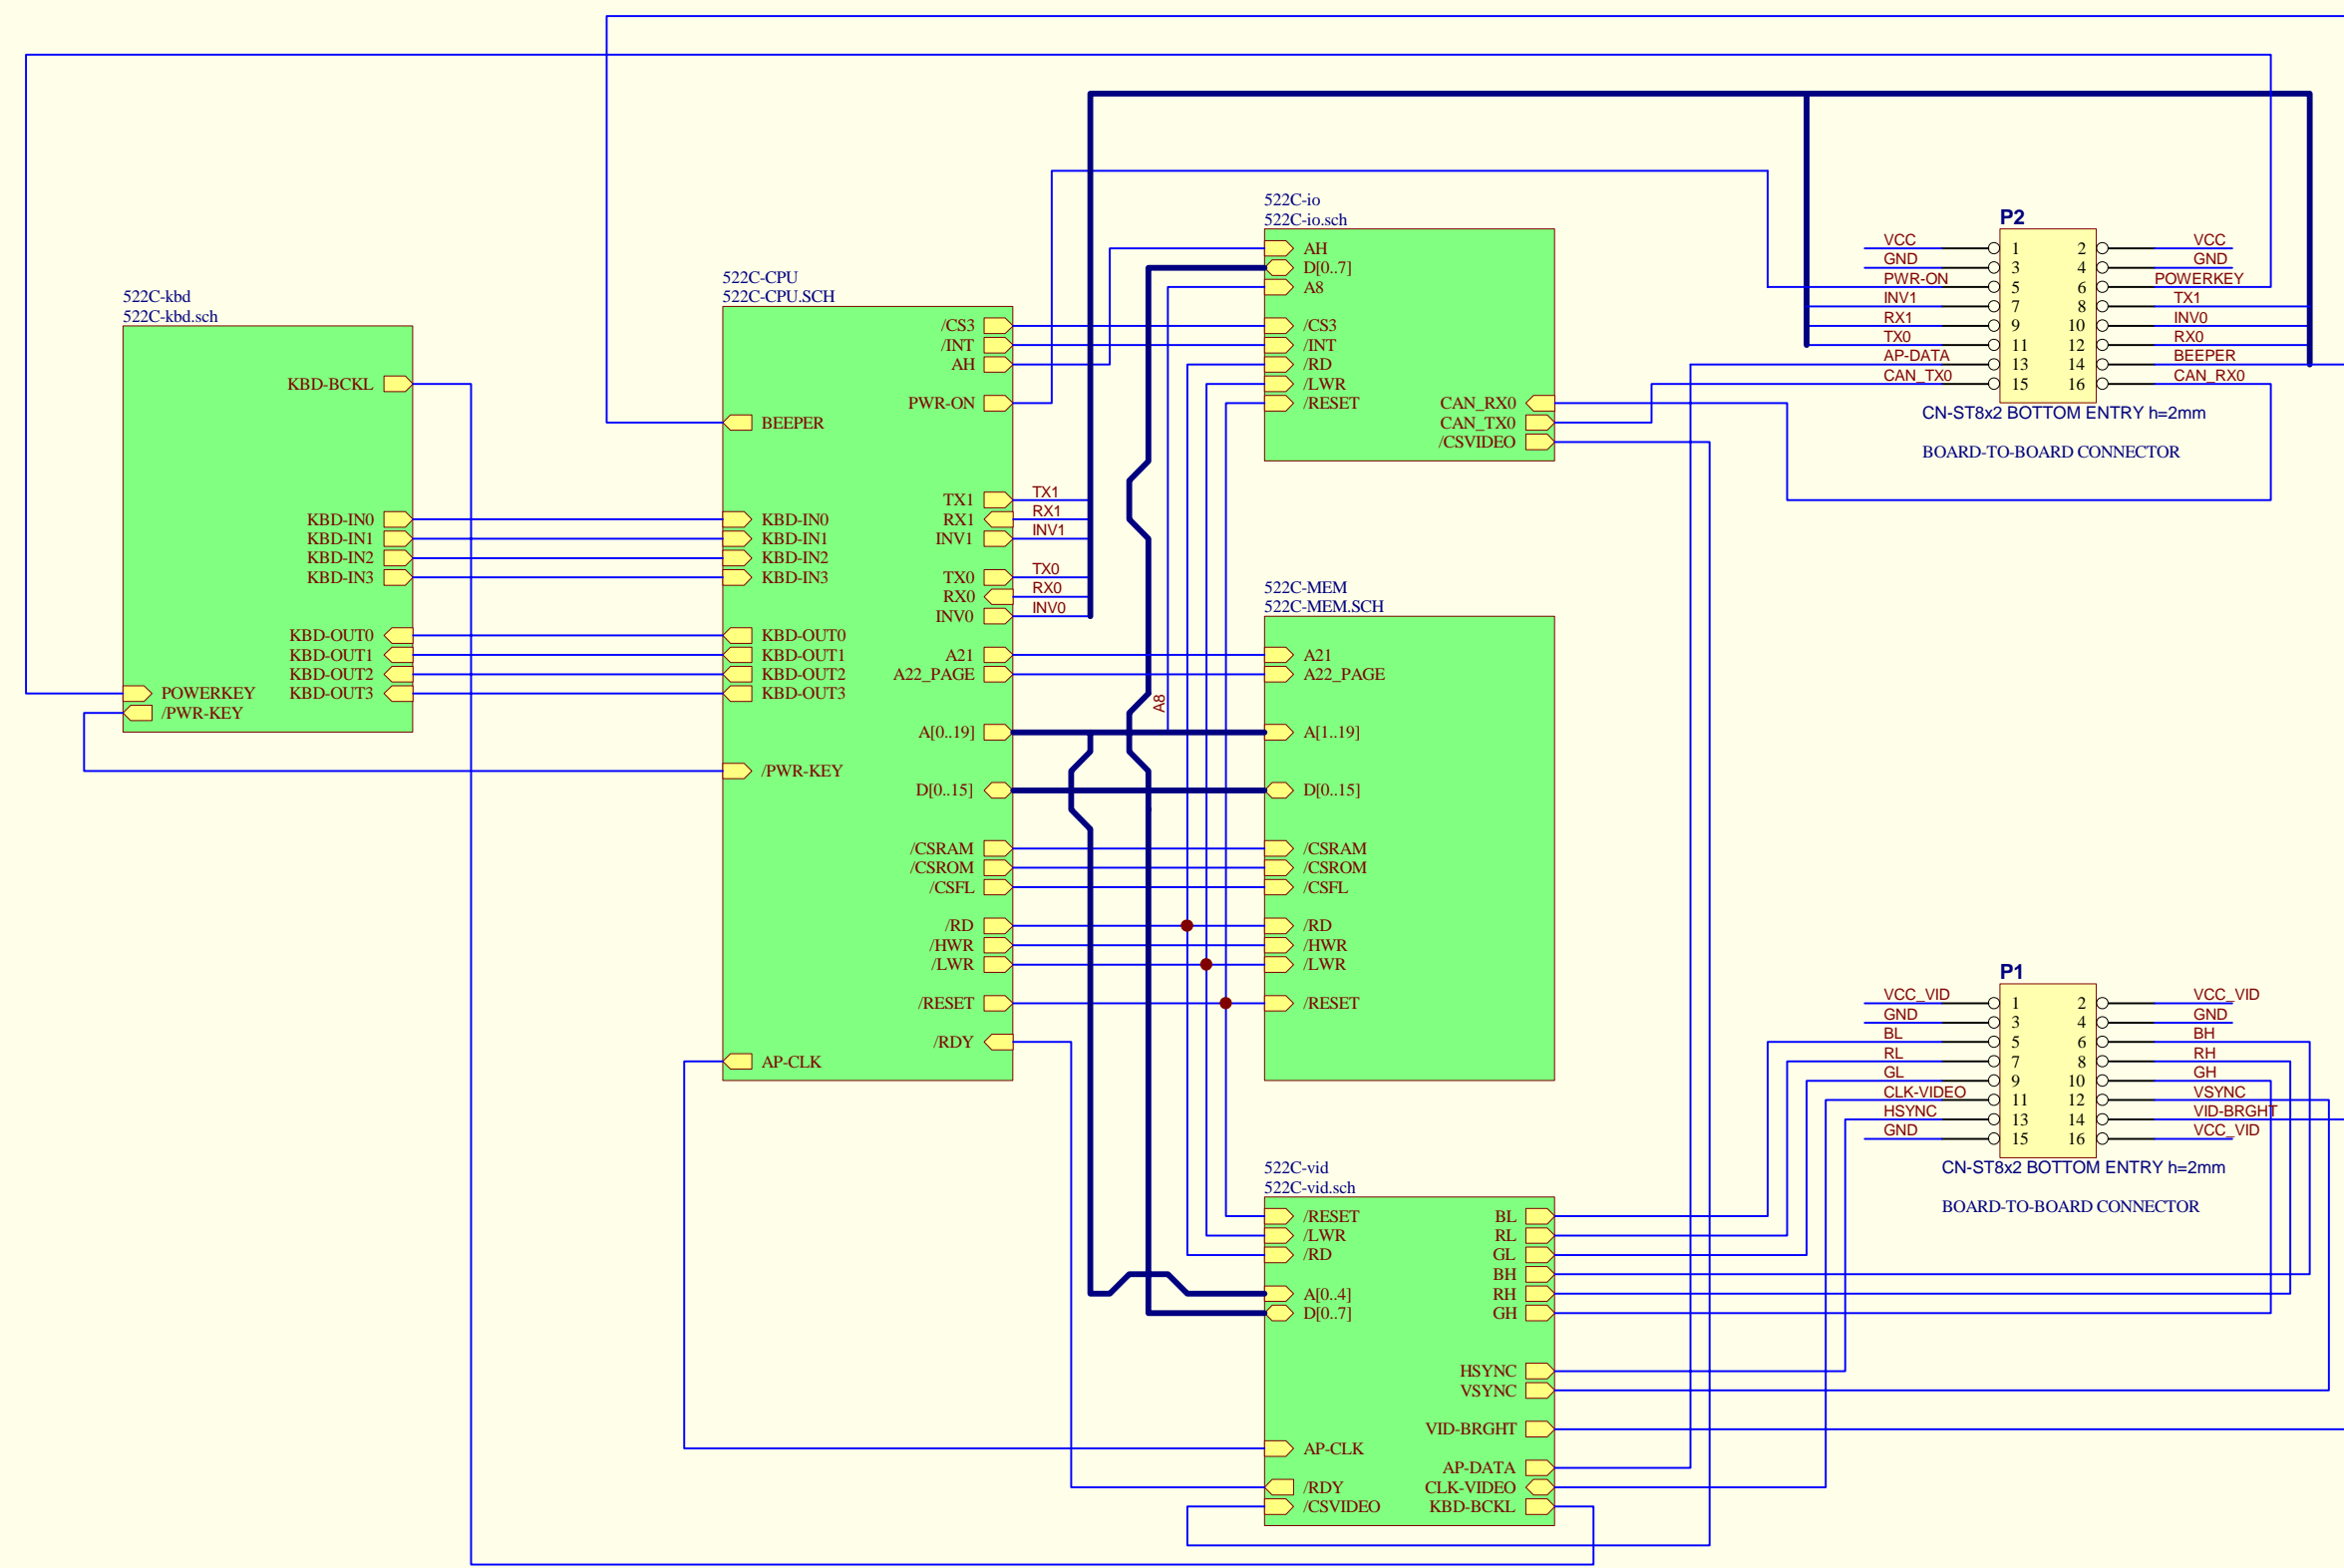 522C-kbd
522C-kbd.sch
KBD-BCKL
KBD-IN0
KBD-IN1
KBD-IN2
KBD-IN3
KBD-OUT0
KBD-OUT1
KBD-OUT2
POWERKEY KBD-OUT3
/PWR-KEY
522C-CPU
522C-CPU.SCH
/CS3
/INT
AH
PWR-ON
BEEPER
TX1 TX1
KBD-IN0 RX1 RX1
KBD-IN1 INV1 INV1
KBD-IN2
KBD-IN3 TX0 TX0
RX0 RX0
INV0 INV0
KBD-OUT0
KBD-OUT1 A21
KBD-OUT2 A22_PAGE
KBD-OUT3
A8
A[0..19]
/PWR-KEY
D[0..15]
/CSRAM
/CSROM
/CSFL
/RD
/HWR
/LWR
/RESET
/RDY
AP-CLK
522C-io
522C-io.sch
AH
D[0..7]
A8
/CS3
/INT
/RD
/LWR
/RESET CAN_RX0
CAN_TX0
/CSVIDEO
522C-MEM
522C-MEM.SCH
A21
A22_PAGE
A[1..19]
D[0..15]
/CSRAM
/CSROM
/CSFL
/RD
/HWR
/LWR
/RESET
522C-vid
522C-vid.sch
/RESET BL
/LWR RL
/RD GL
BH
A[0..4] RH
D[0..7] GH
HSYNC
VSYNC
VID-BRGHT
AP-CLK
AP-DATA
/RDY CLK-VIDEO
/CSVIDEO KBD-BCKL
P2
VCC 1 2 VCC
GND 3 4 GND
PWR-ON 5 6 POWERKEY
INV1 7 8 TX1
RX1 9 10 INV0
TX0 11 12 RX0
AP-DATA 13 14 BEEPER
CAN_TX0 15 16 CAN_RX0
CN-ST8x2 BOTTOM ENTRY h=2mm
BOARD-TO-BOARD CONNECTOR
P1
VCC_VID 1 2 VCC_VID
GND 3 4 GND
BL 5 6 BH
RL 7 8 RH
GL 9 10 GH
CLK-VIDEO 11 12 VSYNC
HSYNC 13 14 VID-BRGHT
GND 15 16 VCC_VID
CN-ST8x2 BOTTOM ENTRY h=2mm
BOARD-TO-BOARD CONNECTOR